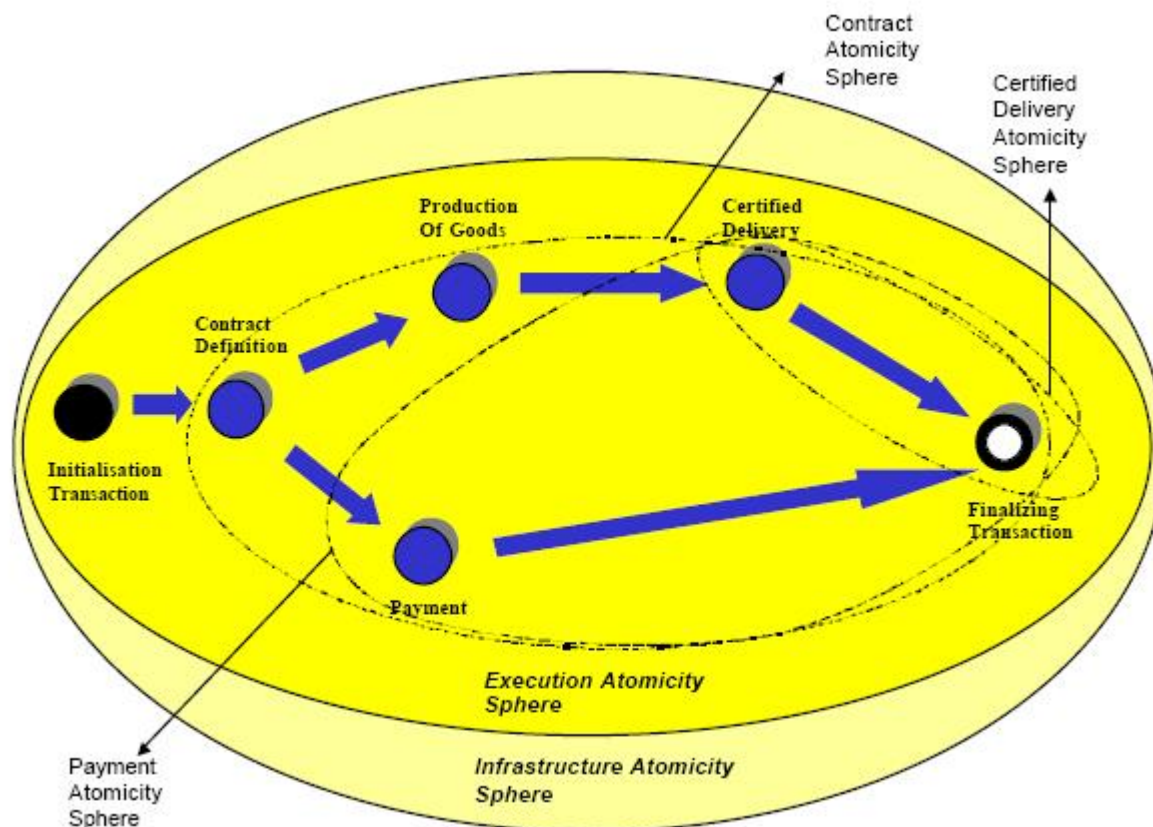 Contract
Atomicity
Sphere
Certified
Delivery
Atomicity
Sphere
Production
Of Goods
Certified
Delivery
Contract
Definition
Initialisation
Transaction
Finalizing
Transaction
Payment
Execution Atomicity
Sphere
Infrastructure Atomicity
Sphere
Payment
Atomicity
Sphere